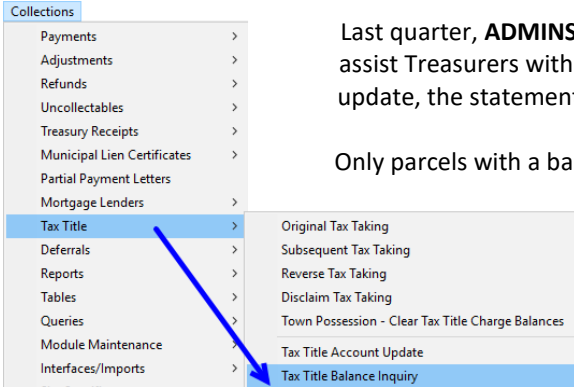 Collections
Payments
Adjustments
Refunds
Uncollectables
Treasury Receipts
Municipal Lien Certificates
Partial Payment Letters
Mortgage Lenders
Tax Title
Deferrals
Reports
Tables
Queries
Module Maintenance
Interfaces/Imports
Last quarter, ADMINS
assist Treasurers with
update, the statement
Only parcels with a ba
Original Tax Taking
Subsequent Tax Taking
Reverse Tax Taking
Disclaim Tax Taking
Town Possession - Clear Tax Title Charge Balances
Tax Title Account Update
Tax Title Balance Inquiry